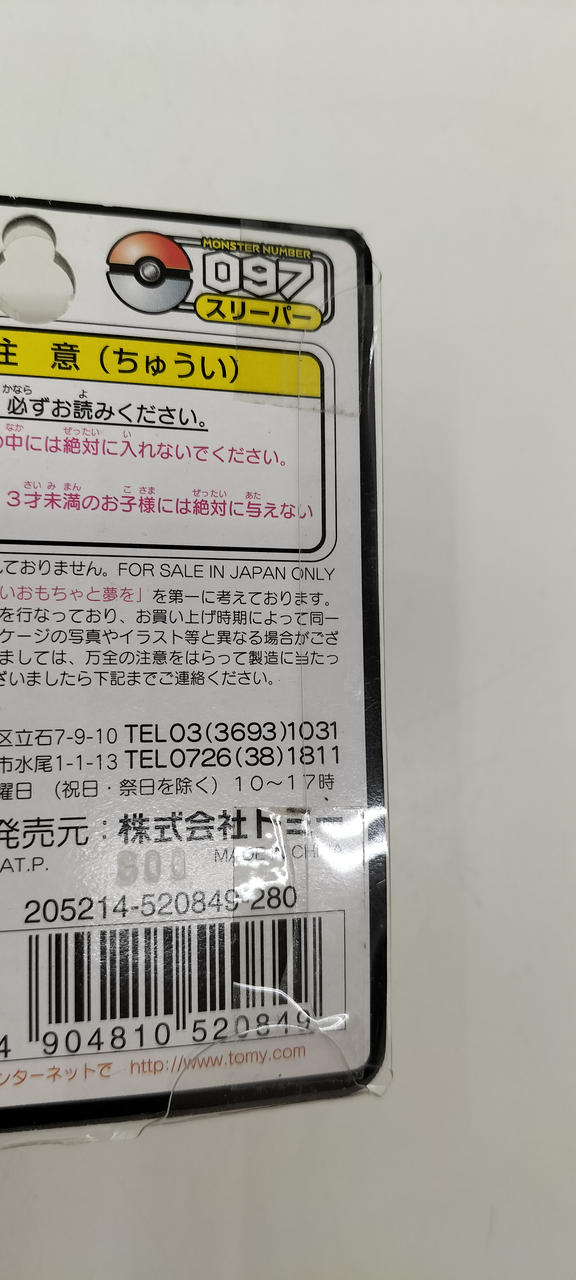 MONSTER NUMBER
097
スリーパー
注 意 (ちゅうい)
必ずお読みください。
中には絶対に入れないでください。
3才未満のお子様には絶対に与えない
ておりません。FOR SALE IN JAPAN ONLY
いおもちゃと夢を」を第一に考えております。
を行なっており、お買い上げ時期によって同一
ケージの写真やイラスト等と異なる場合がござ
ましては、万全の注意をはらって製造に当たっ
ざいましたら下記までご連絡ください。
区立石7-9-10 TEL03(3693)1031
市水尾1-1-13 TEL0726(38)1811
曜日 (祝日・祭日を除く) 10〜17時
発売元:株式会社トミー
AT.P. 600 MADE IN CHINA
205214-520849-280
4 904810 520849
ンターネットで http://www.tomy.com